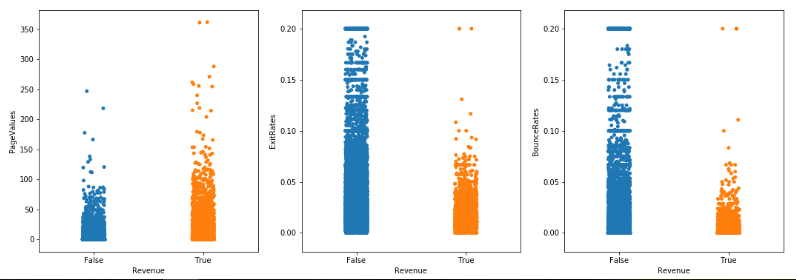 PageValues
350
300
250
200
150
100
50
0
False
True
Revenue
ExitRates
0.20
0.15
0.10
0.05
0.00
False
True
Revenue
BounceRates
0.20
0.15
0.10
0.05
0.00
False
True
Revenue